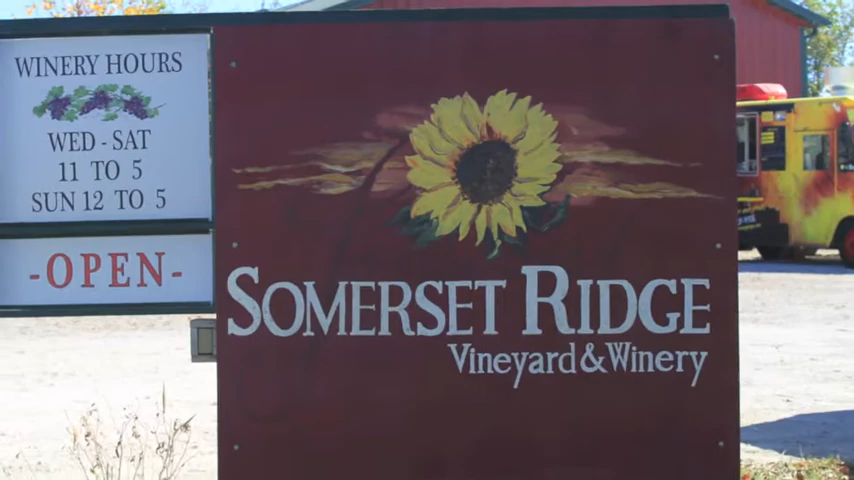 WINERY HOURS
WED - SAT
11 TO 5
SUN 12 TO 5
-OPEN-
SOMERSET RIDGE
Vineyard & Winery